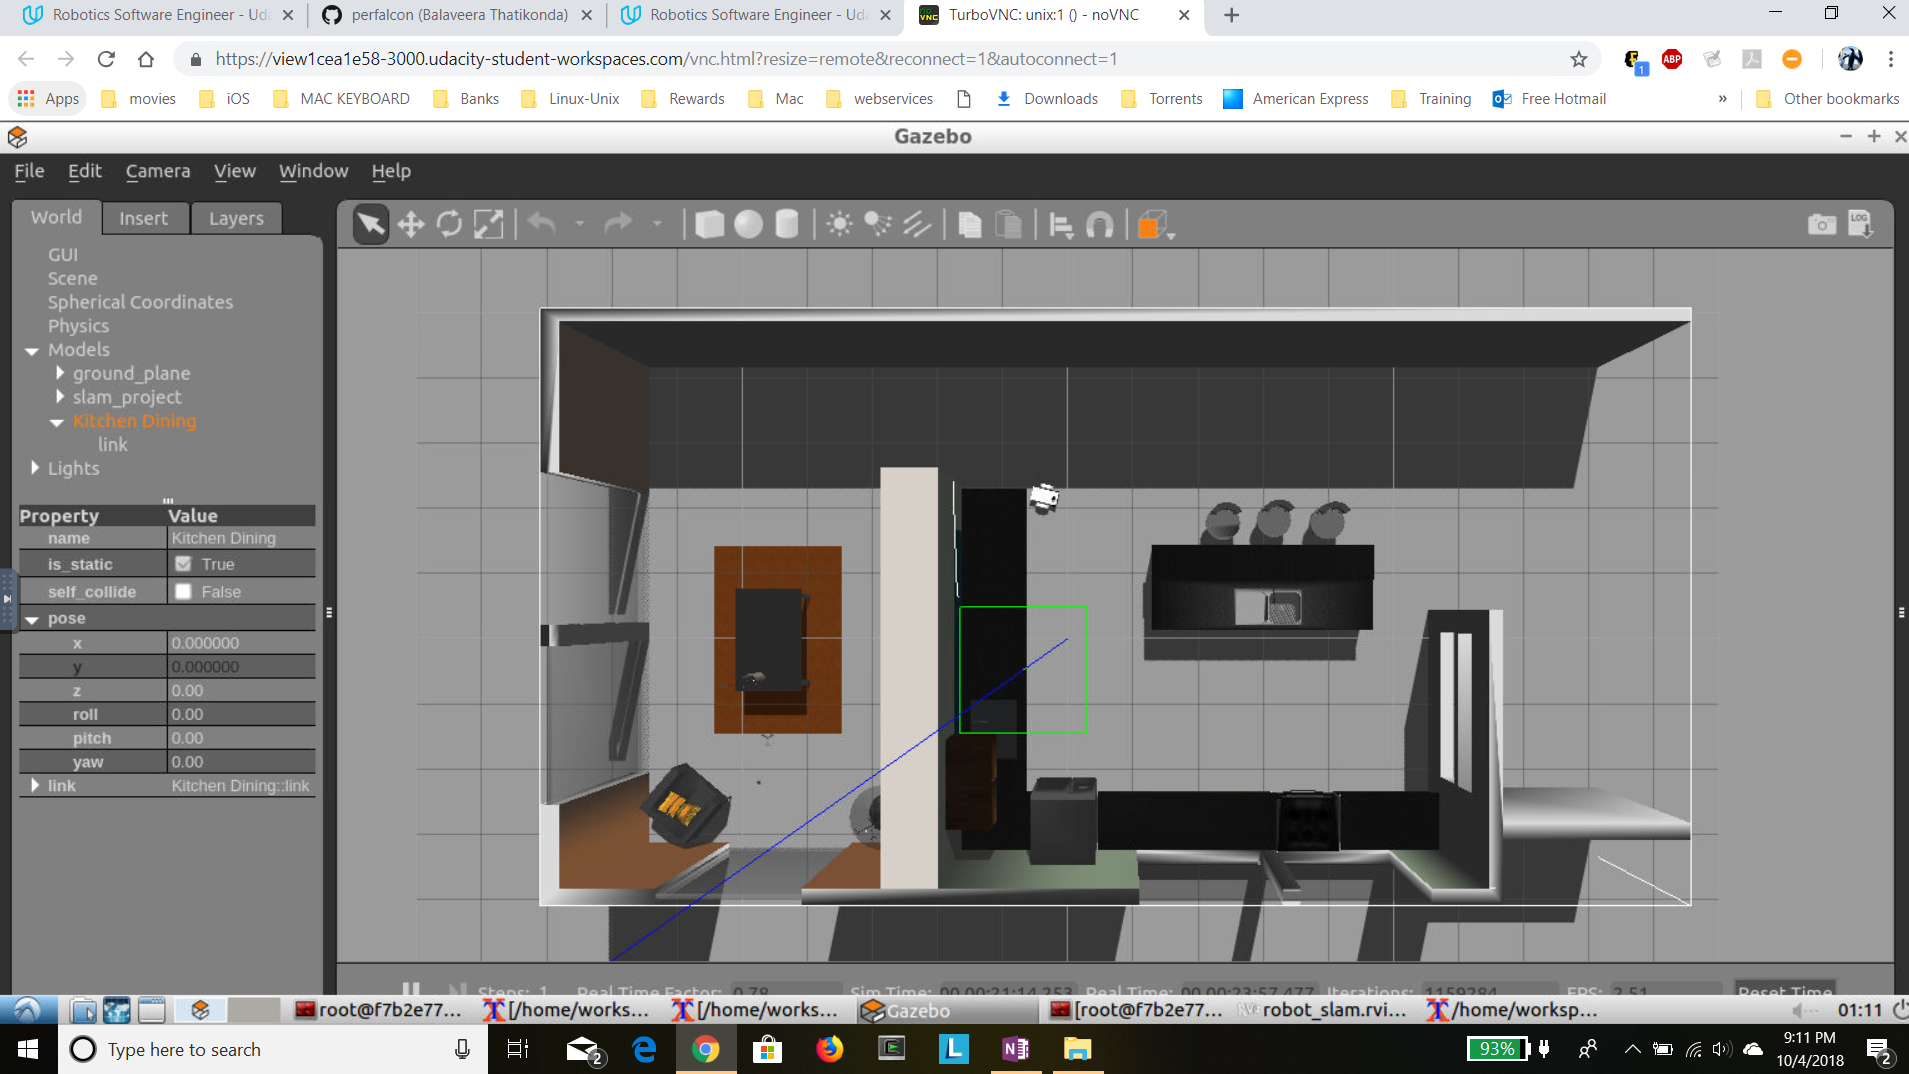 Robotics Software Engineer - Uda
perfalcon (Balaveera Thatikonda)
Robotics Software Engineer - Uda
TurboVNC: unix:1 () - noVNC
https://view1cea1e58-3000.udacity-student-workspaces.com/vnc.html?resize=remote&reconnect=1&autoconnect=1
1
ABP
Apps movies iOS MAC KEYBOARD Banks Linux-Unix Rewards Mac webservices Downloads Torrents American Express Training Free Hotmail » Other bookmarks
Gazebo
File Edit Camera View Window Help
World Insert Layers
LOG
GUI
Scene
Spherical Coordinates
Physics
Models
ground_plane
slam_project
Kitchen Dining
link
Lights
Property Value
name Kitchen Dining
is_static True
self_collide False
pose
x 0.000000
y 0.000000
z 0.00
roll 0.00
pitch 0.00
yaw 0.00
link Kitchen Dining::link
Steps: 1 Real Time Factor: 0.78 Sim Time: 00 00:21:14.253 Real Time: 00 00:23:57.477 Iterations: 1159284 FPS: 2.51 Reset Time
root@f7b2e77... [/home/works... [/home/works... Gazebo [root@f7b2e77... robot_slam.rvi... /home/worksp... 01:11
Type here to search
2
93%
9:11 PM
10/4/2018
2